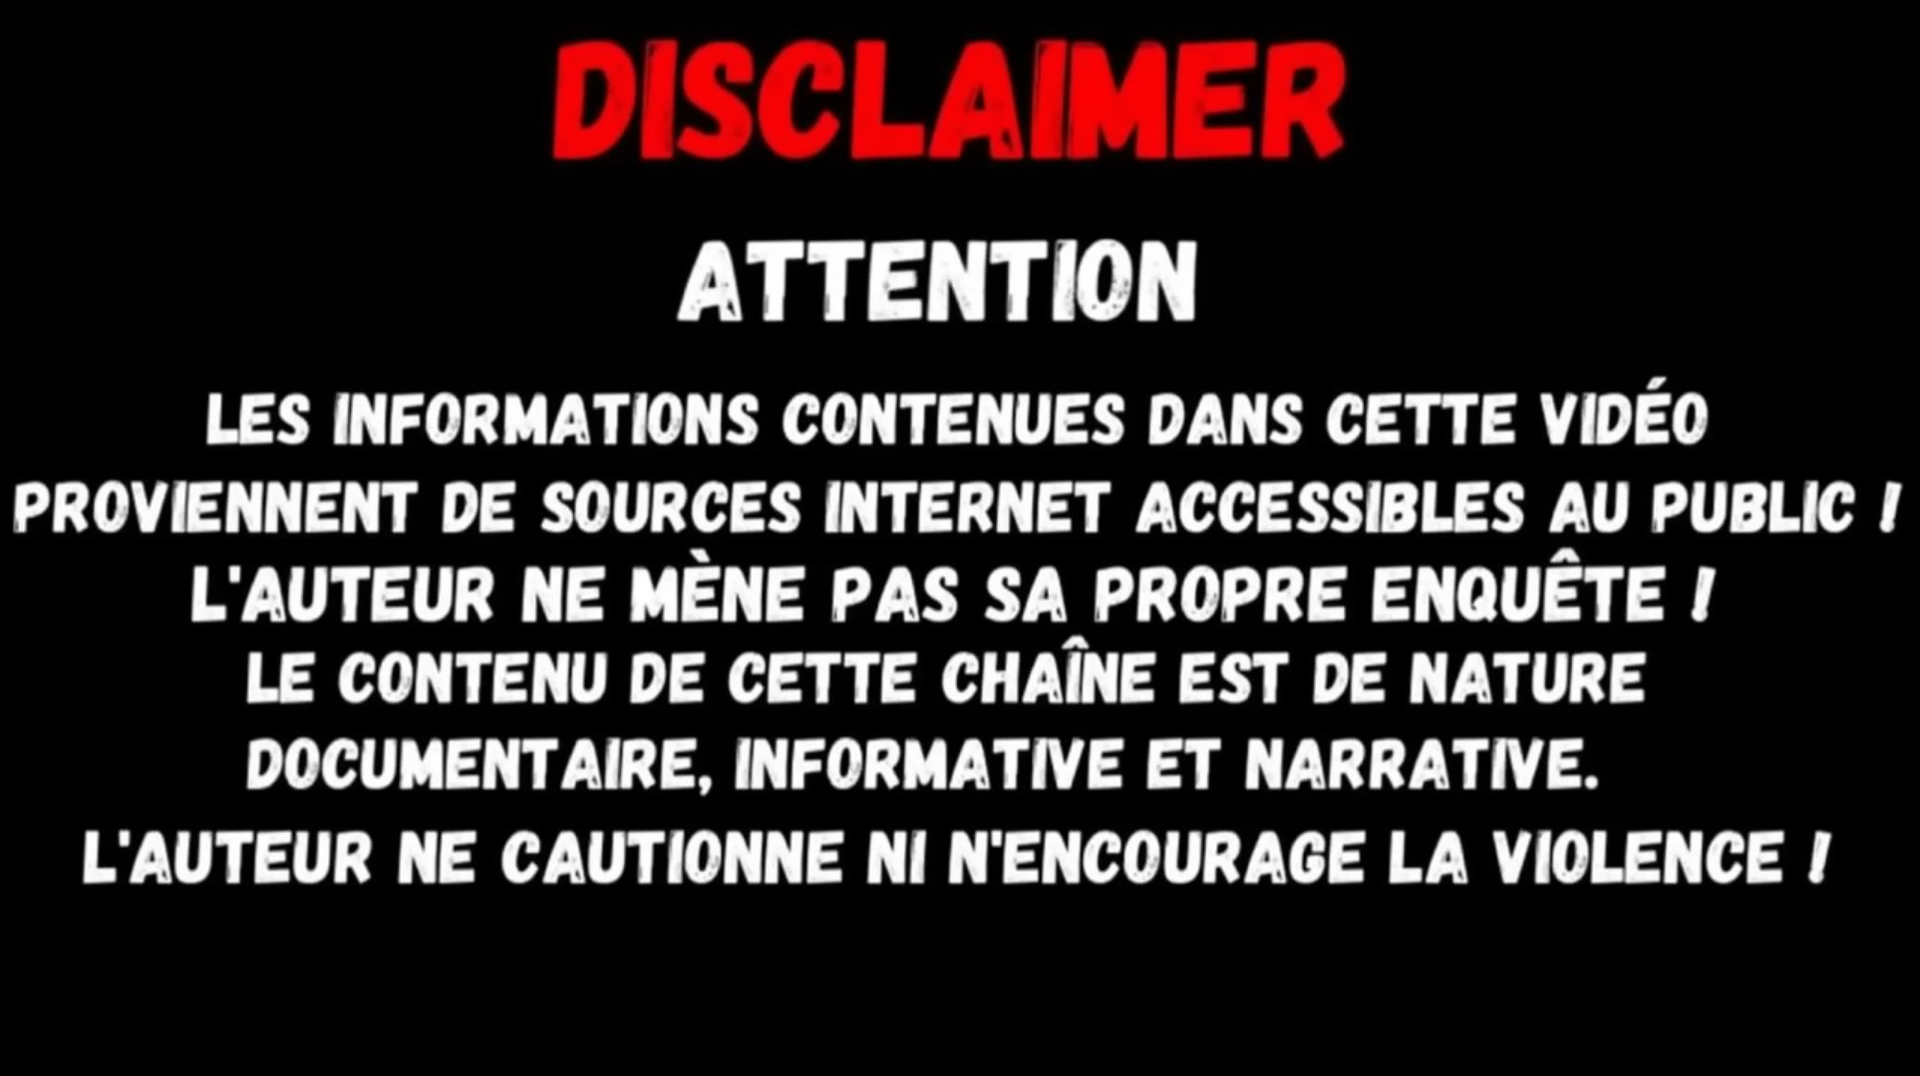 DISCLAIMER
ATTENTION
LES INFORMATIONS CONTENUES DANS CETTE VIDÉO
PROVIENNENT DE SOURCES INTERNET ACCESSIBLES AU PUBLIC !
L'AUTEUR NE MÈNE PAS SA PROPRE ENQUÊTE !
LE CONTENU DE CETTE CHAÎNE EST DE NATURE
DOCUMENTAIRE, INFORMATIVE ET NARRATIVE.
L'AUTEUR NE CAUTIONNE NI N'ENCOURAGE LA VIOLENCE !